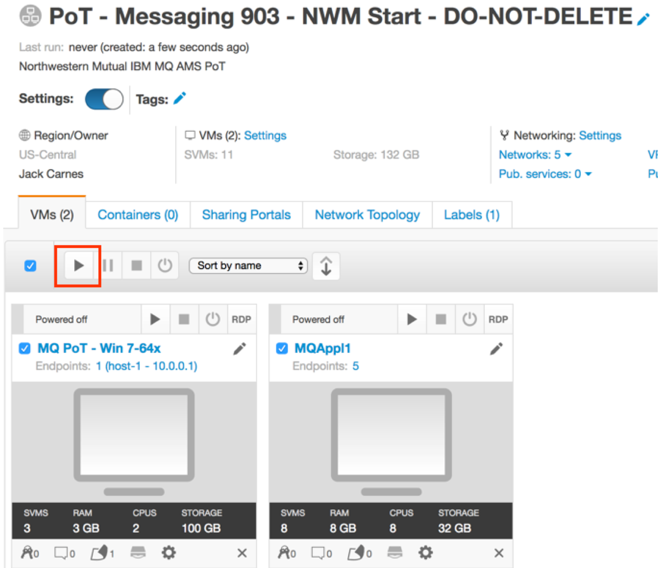 PoT - Messaging 903 - NWM Start - DO-NOT-DELETE
Last run: never (created: a few seconds ago)
Northwestern Mutual IBM MQ AMS PoT
Settings: Tags:
Region/Owner VMs (2): Settings Networking: Settings
US-Central SVMs: 11 Storage: 132 GB Networks: 5
Jack Carnes Pub. services: 0
VMs (2) Containers (0) Sharing Portals Network Topology Labels (1)
Sort by name
Powered off RDP Powered off RDP
MQ PoT - Win 7-64x MQAppl1
Endpoints: 1 (host-1 - 10.0.0.1) Endpoints: 5
SVMS RAM CPUS STORAGE SVMS RAM CPUS STORAGE
3 3 GB 2 100 GB 8 8 GB 8 32 GB
0 0 1 0 0 0